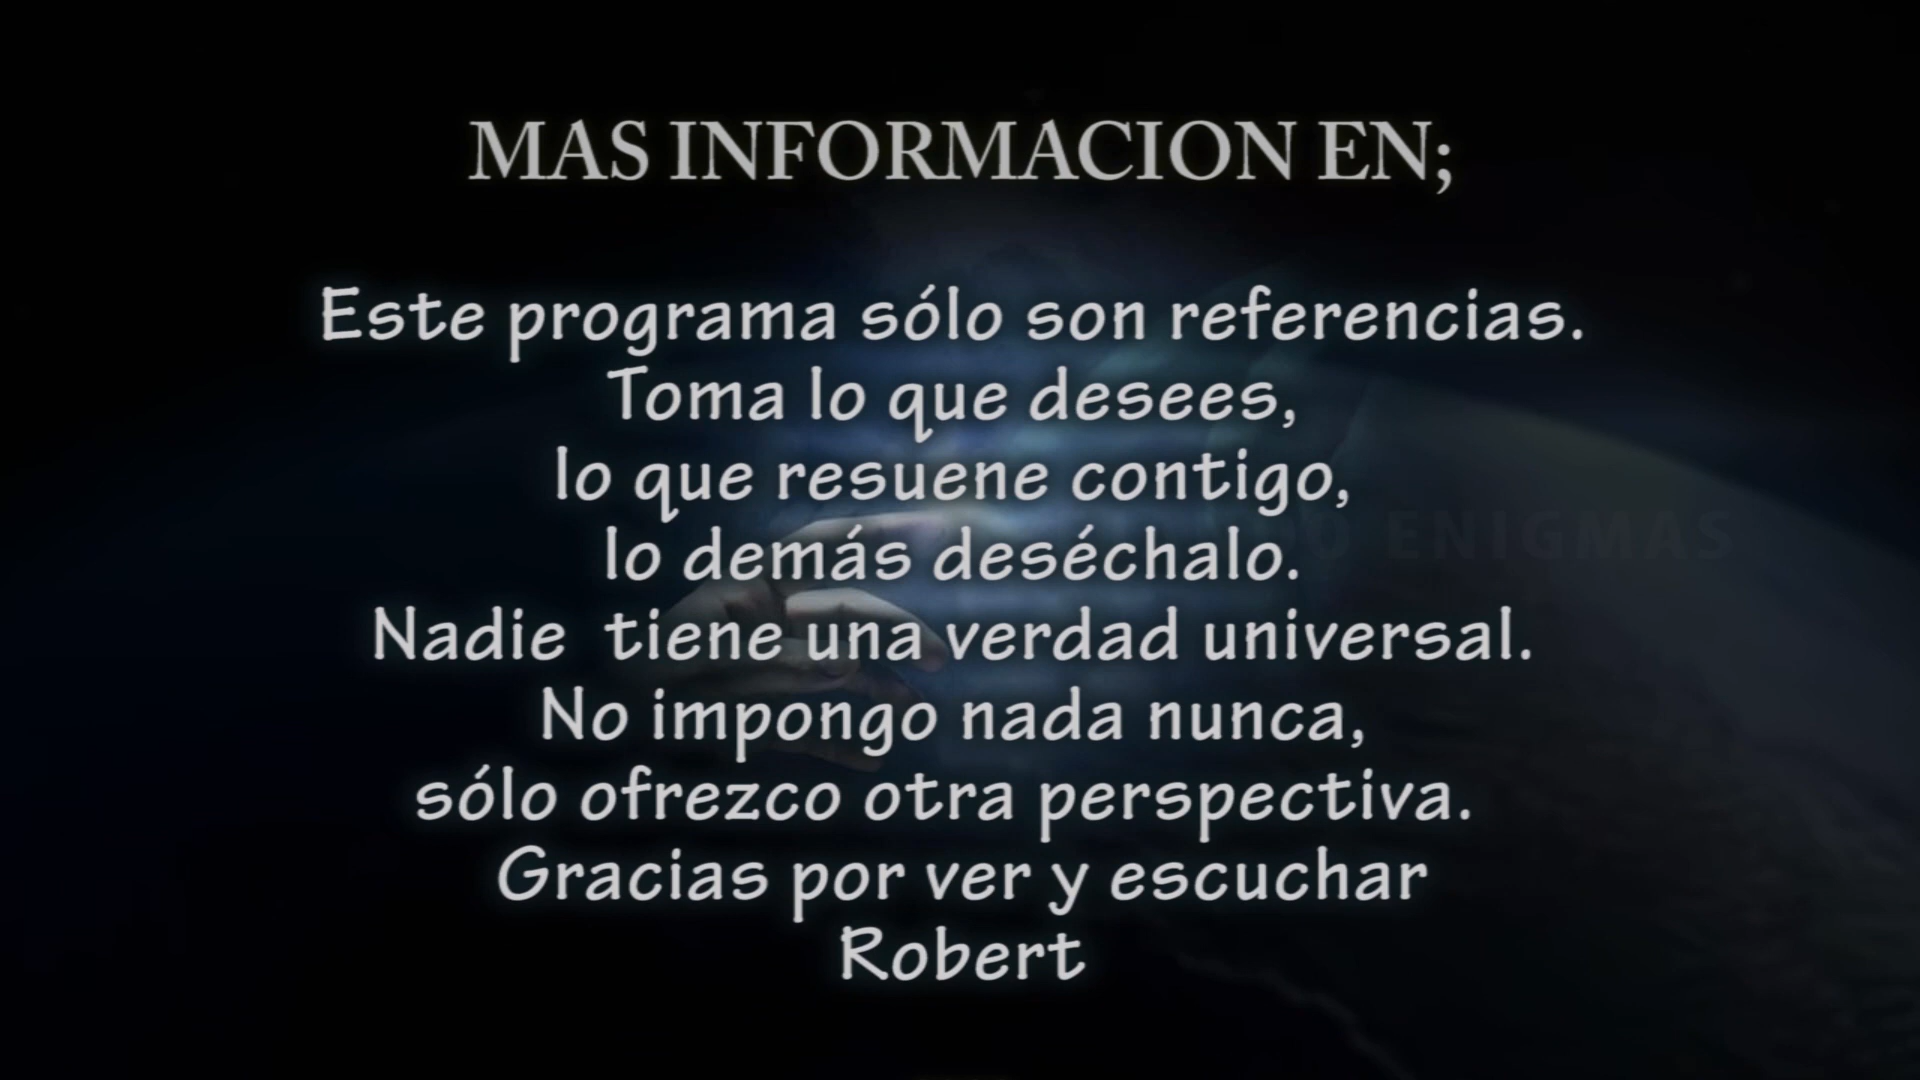 MAS INFORMACION EN;
Este programa sólo son referencias.
Toma lo que desees,
lo que resuene contigo,
lo demás deséchalo.
ENIGMAS
Nadie  tiene una verdad universal.
No impongo nada nunca,
sólo ofrezco otra perspectiva.
Gracias por ver y escuchar
Robert